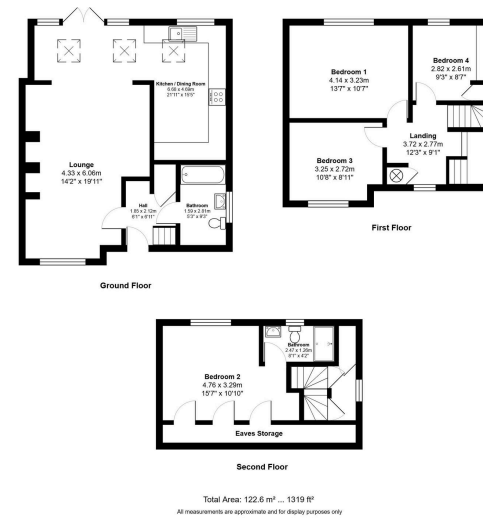 Kitchen / Dining Room
6.68 x 4.69m
21'11" x 15'5"
Lounge
4.33 x 6.06m
14'2" x 19'11"
Hall
1.85 x 2.12m
6'1" x 6'11"
Bathroom
1.59 x 2.81m
5'3" x 9'3"
Ground Floor
Bedroom 1
4.14 x 3.23m
13'7" x 10'7"
Bedroom 4
2.82 x 2.61m
9'3" x 8'7"
Landing
3.72 x 2.77m
12'3" x 9'1"
Bedroom 3
3.25 x 2.72m
10'8" x 8'11"
First Floor
Bathroom
2.47 x 1.26m
8'1" x 4'2"
Bedroom 2
4.76 x 3.29m
15'7" x 10'10"
Eaves Storage
Second Floor
Total Area: 122.6 m² ... 1319 ft²
All measurements are approximate and for display purposes only